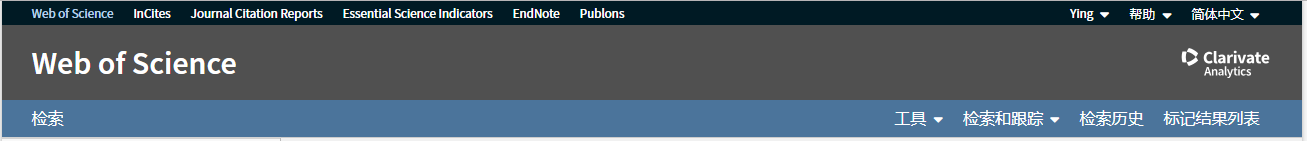 Web of Science InCites Journal Citation Reports Essential Science Indicators EndNote Publons Ying 帮助 简体中文
Web of Science
Clarivate
Analytics
检索 工具 检索和跟踪 检索历史 标记结果列表